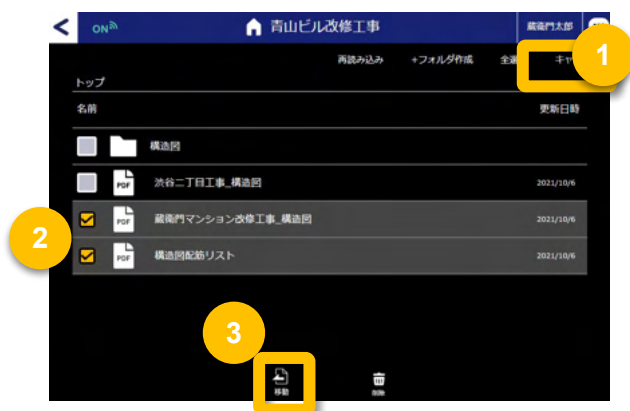 ON
青山ビル改修工事
蔵衛門太郎
1
再読み込み
+フォルダ作成
トップ
名前
更新日時
構造図
PDF
渋谷二丁目工事_構造図
2021/10/6
2
PDF
蔵衛門マンション改修工事_構造図
2021/10/6
PDF
構造図配筋リスト
2021/10/6
3
移動
削除